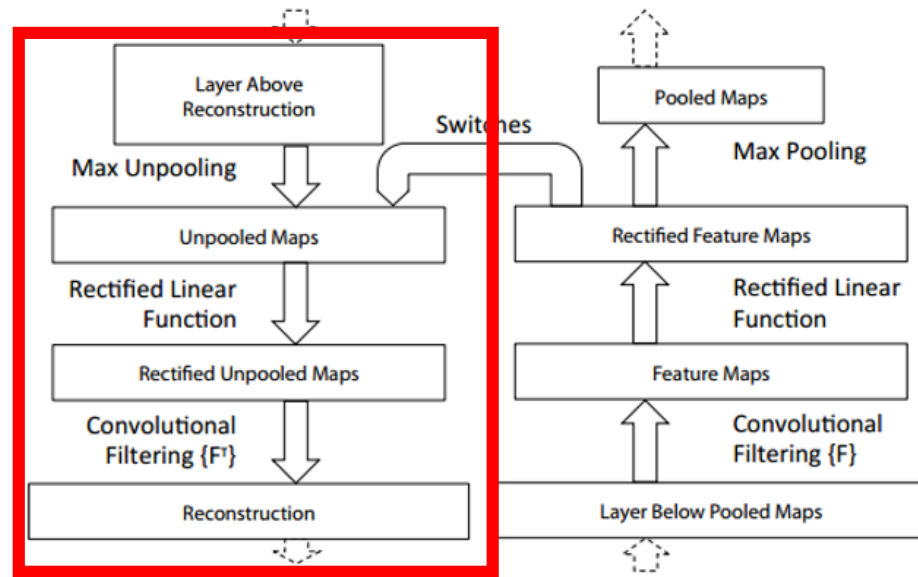 Layer Above
Reconstruction
Max Unpooling
Unpooled Maps
Rectified Linear
Function
Rectified Unpooled Maps
Convolutional
Filtering {Fᵀ}
Reconstruction
Switches
Pooled Maps
Max Pooling
Rectified Feature Maps
Rectified Linear
Function
Feature Maps
Convolutional
Filtering {F}
Layer Below Pooled Maps